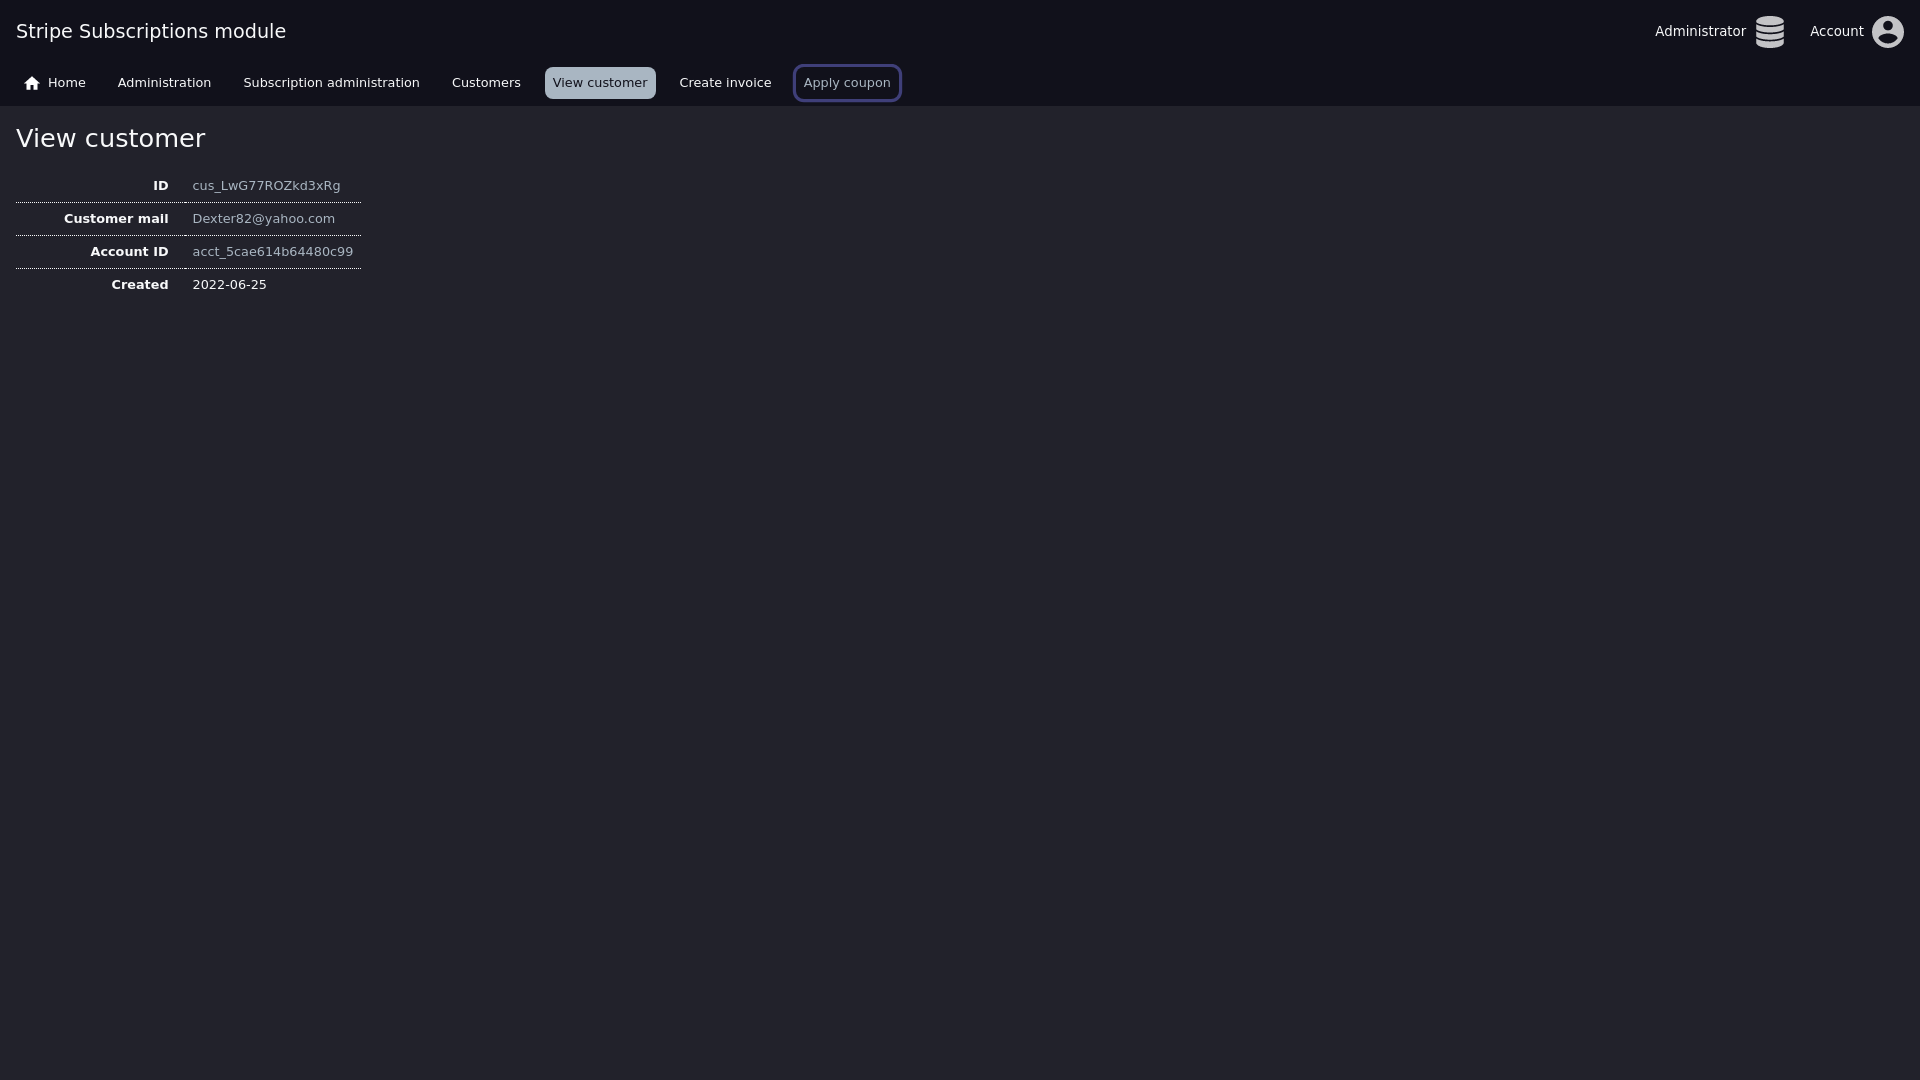 Stripe Subscriptions module
Administrator
Account
Home
Administration
Subscription administration
Customers
View customer
Create invoice
Apply coupon
View customer
ID cus_LwG77ROZkd3xRg
Customer mail Dexter82@yahoo.com
Account ID acct_5cae614b64480c99
Created 2022-06-25